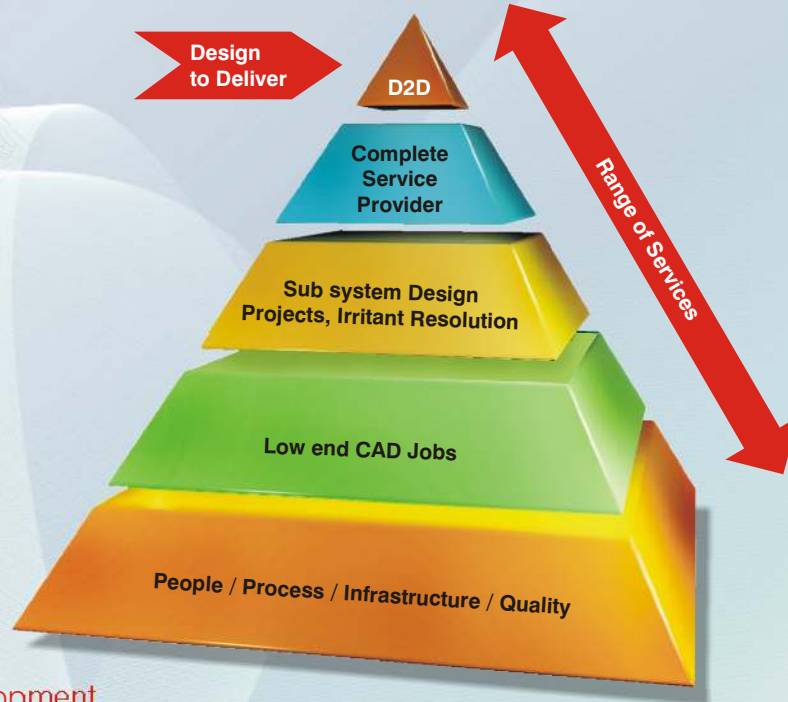 Design
to Deliver
D2D
Complete
Service
Provider
Range of Services
Sub system Design
Projects, Irritant Resolution
Low end CAD Jobs
People / Process / Infrastructure / Quality